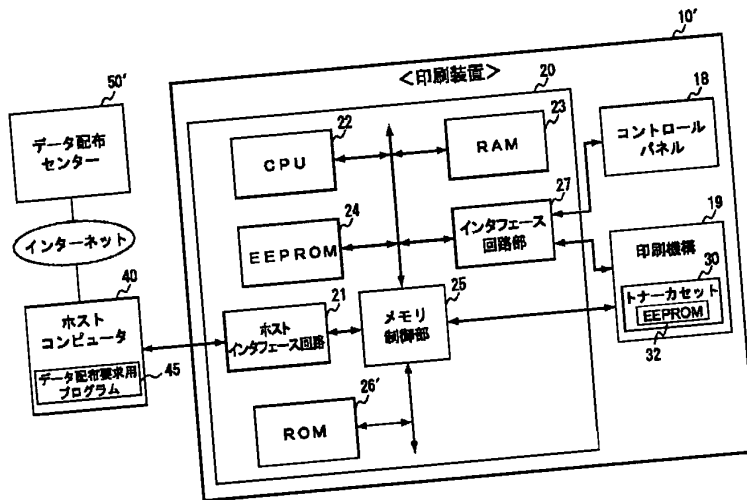 10′
<印刷装置>
50′
データ配布
センター
インターネット
40
ホスト
コンピュータ
データ配布要求用
プログラム
45
20
22
CPU
23
RAM
24
EEPROM
27
インタフェース
回路部
21
ホスト
インタフェース回路
25
メモリ
制御部
26′
ROM
18
コントロール
パネル
19
印刷機構
30
トナーカセット
EEPROM
32